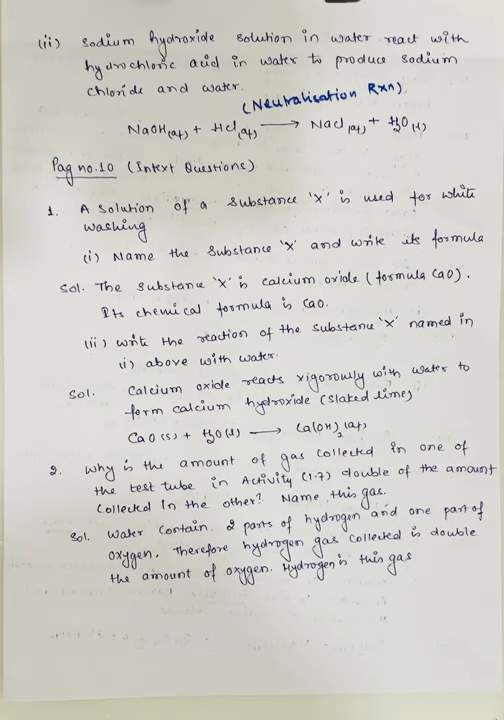 (ii) Sodium hydroxide solution in water react with
hydrochloric acid in water to produce sodium
chloride and water.
(Neutralisation Rxn)
NaOH(aq) + Hcl(aq) ⟶ Nacl(aq) + H₂O(l)
Pag no.10 (Intext Questions)
1. A solution of a substance 'X' is used for white
washing
(i) Name the substance 'X' and write its formula
Sol. The substance 'X' is calcium oxide (formula CaO).
Its chemical formula is CaO.
(ii) write the reaction of the substance 'X' named in
(i) above with water.
Sol. Calcium oxide reacts vigorously with water to
form calcium hydroxide (slaked lime)
CaO(s) + H₂O(l) ⟶ Ca(OH)₂(aq)
2. Why is the amount of gas collected in one of
the test tube in Activity (1.7) double of the amount
collected In the other? Name this gas.
Sol. Water contain 2 parts of hydrogen and one part of
oxygen. Therefore hydrogen gas collected is double
the amount of oxygen. Hydrogen is this gas